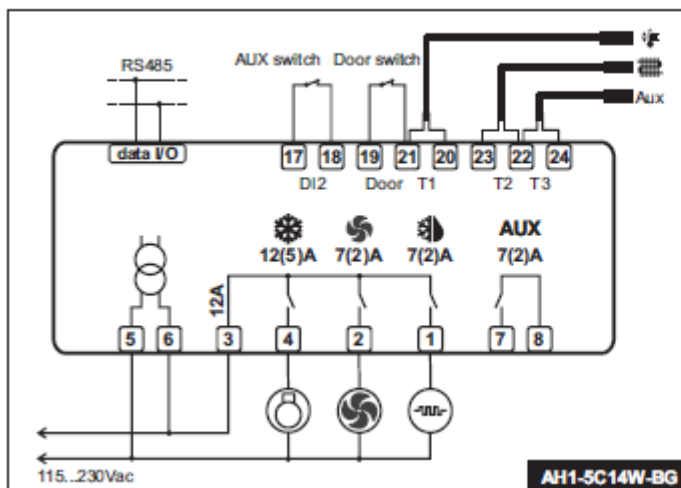 RS485
AUX switch Door switch
Aux
data I/O
17 18 19 21 20 23 22 24
DI2 Door T1 T2 T3
AUX
12(5)A 7(2)A 7(2)A 7(2)A
12A
5 6 3 4 2 1 7 8
115...230Vac
AH1-5C14W-BG